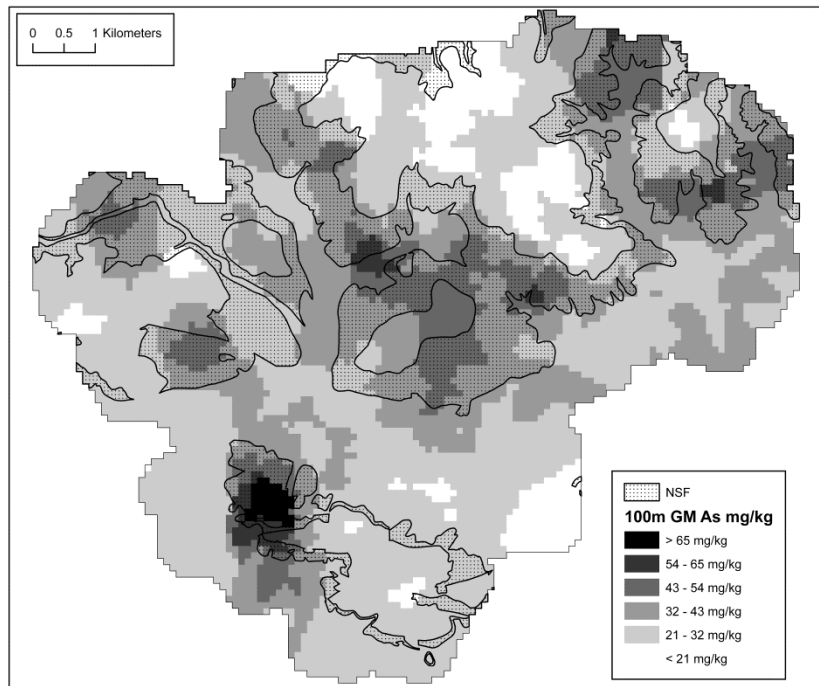 0 0.5 1 Kilometers
NSF
100m GM As mg/kg
> 65 mg/kg
54 - 65 mg/kg
43 - 54 mg/kg
32 - 43 mg/kg
21 - 32 mg/kg
< 21 mg/kg